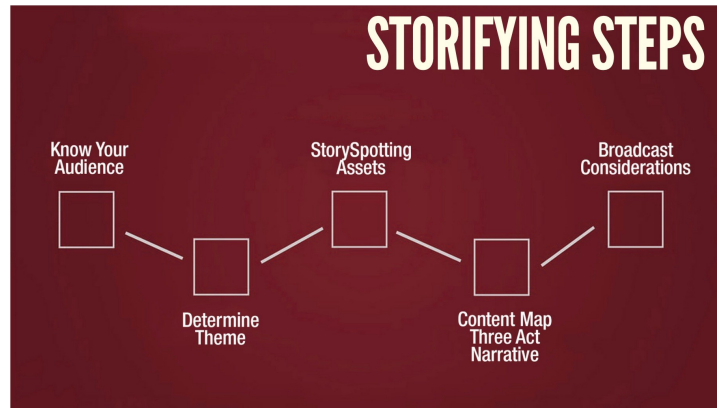 STORIFYING STEPS
Know Your
Audience
Determine
Theme
StorySpotting
Assets
Content Map
Three Act
Narrative
Broadcast
Considerations